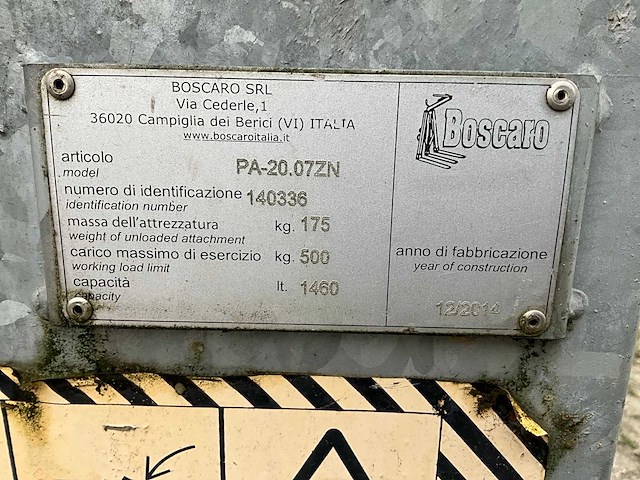 BOSCARO SRL
Via Cederle,1
36020 Campiglia dei Berici (VI) ITALIA
www.boscaroitalia.com
Boscaro
articolo PA-20.07ZN
model
numero di identificazione 140336
identification number
massa dell'attrezzatura kg. 175
weight of unloaded attachment
carico massimo di esercizio kg. 500
working load limit
capacità lt. 1460
capacity
anno di fabbricazione
year of construction
12/2014